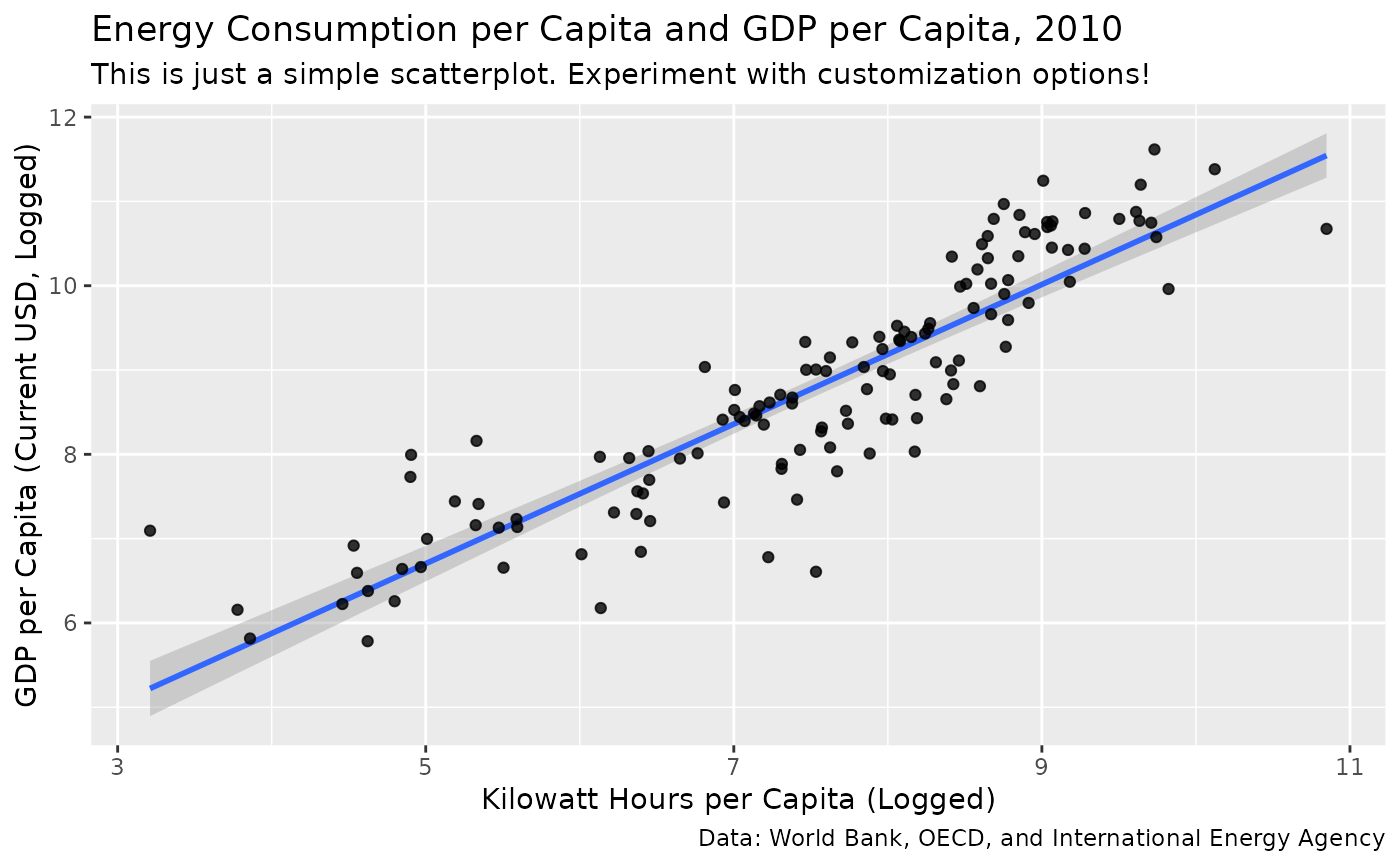 Energy Consumption per Capita and GDP per Capita, 2010
This is just a simple scatterplot. Experiment with customization options!
GDP per Capita (Current USD, Logged)
12
10
8
6
3 5 7 9 11
Kilowatt Hours per Capita (Logged)
Data: World Bank, OECD, and International Energy Agency